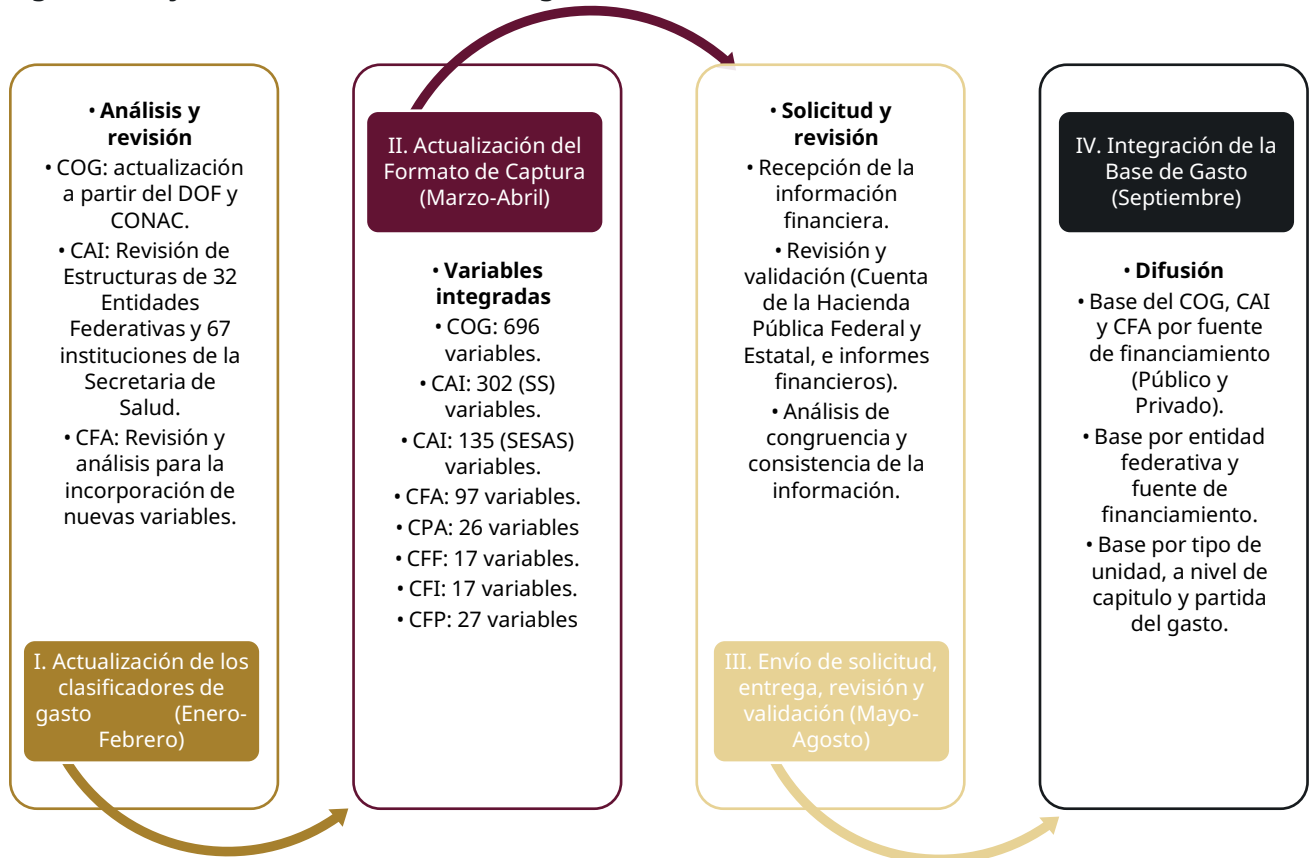 • Análisis y
revisión
• COG: actualización
a partir del DOF y
CONAC.
• CAI: Revisión de
Estructuras de 32
Entidades
Federativas y 67
instituciones de la
Secretaria de
Salud.
• CFA: Revisión y
análisis para la
incorporación de
nuevas variables.
I. Actualización de los
clasificadores de
gasto (Enero-
Febrero)
II. Actualización del
Formato de Captura
(Marzo-Abril)
• Variables
integradas
• COG: 696
variables.
• CAI: 302 (SS)
variables.
• CAI: 135 (SESAS)
variables.
• CFA: 97 variables.
• CPA: 26 variables
• CFF: 17 variables.
• CFI: 17 variables.
• CFP: 27 variables
• Solicitud y
revisión
• Recepción de la
información
financiera.
• Revisión y
validación (Cuenta
de la Hacienda
Pública Federal y
Estatal, e informes
financieros).
• Análisis de
congruencia y
consistencia de la
información.
III. Envío de solicitud,
entrega, revisión y
validación (Mayo-
Agosto)
IV. Integración de la
Base de Gasto
(Septiembre)
• Difusión
• Base del COG, CAI
y CFA por fuente
de financiamiento
(Público y
Privado).
• Base por entidad
federativa y
fuente de
financiamiento.
• Base por tipo de
unidad, a nivel de
capitulo y partida
del gasto.